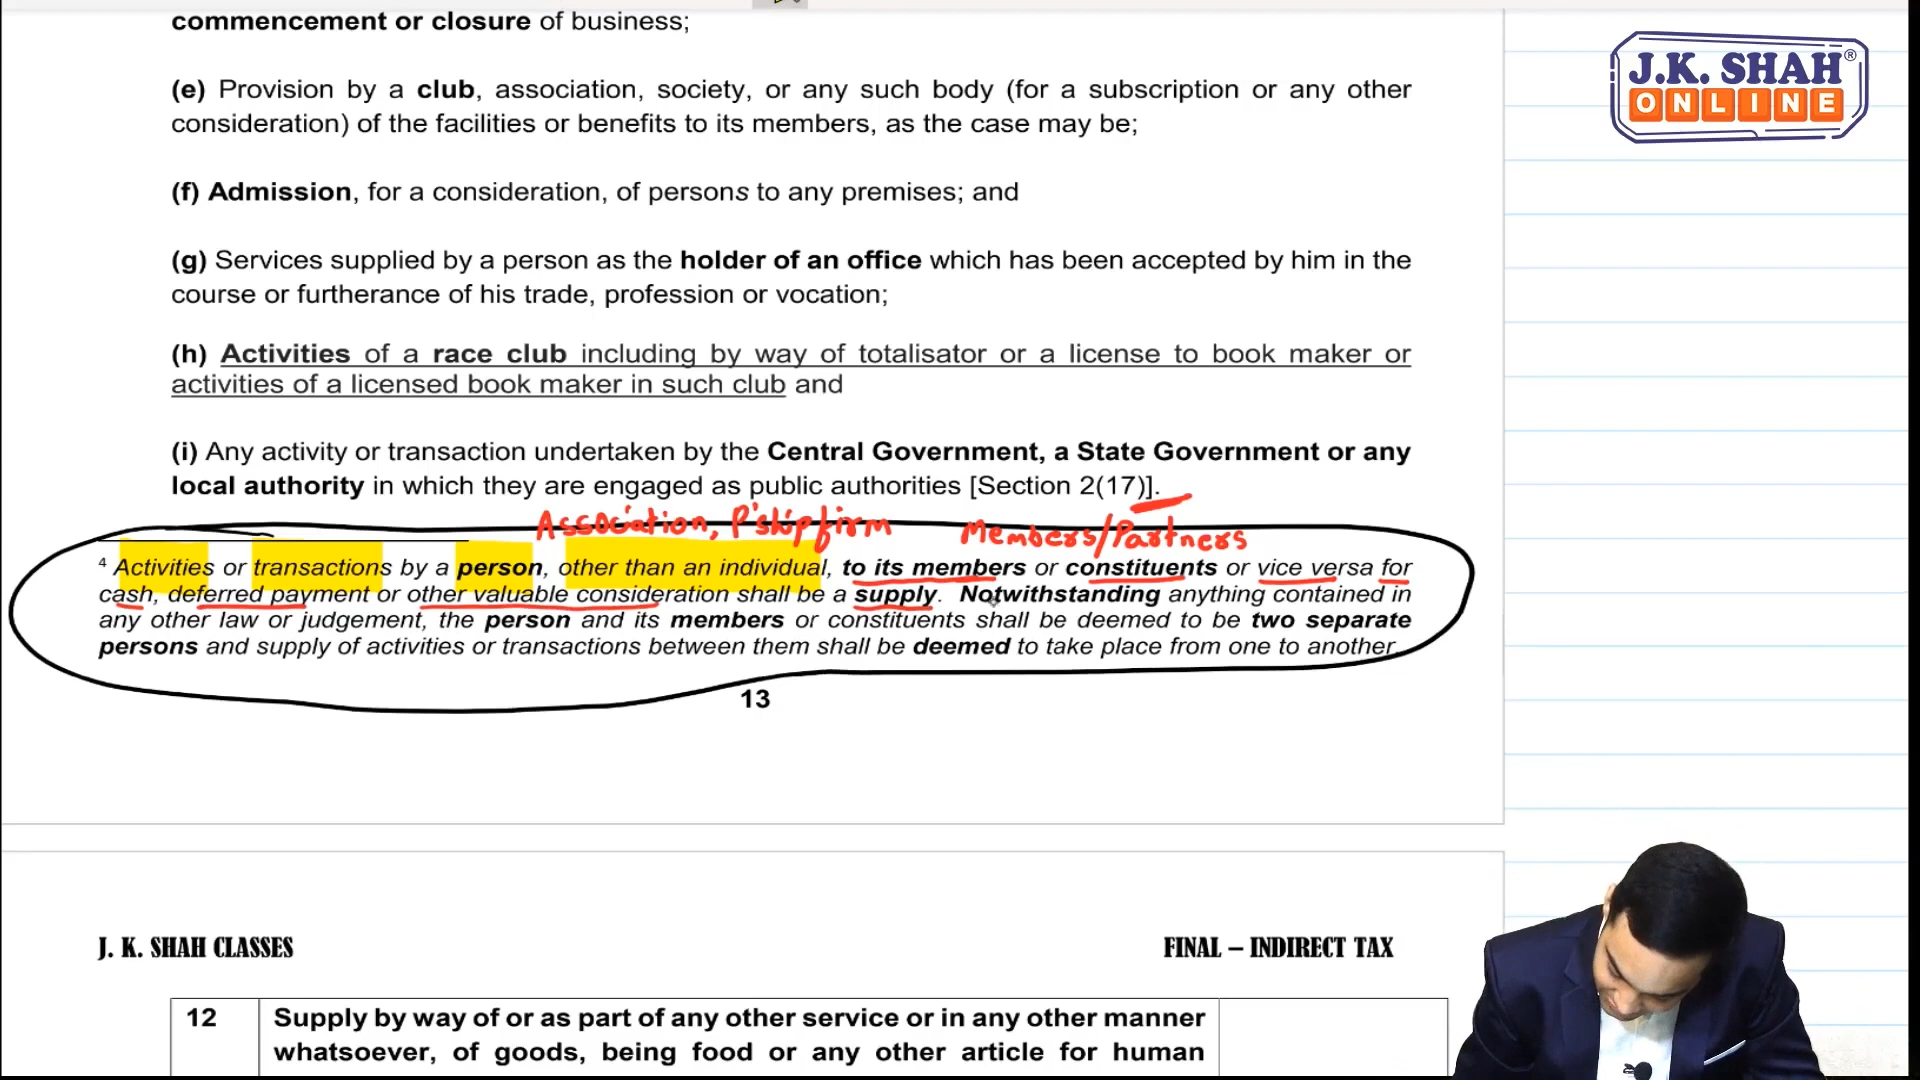 commencement or closure of business;
J.K. SHAH®
ONLINE
(e) Provision by a club, association, society, or any such body (for a subscription or any other
consideration) of the facilities or benefits to its members, as the case may be;
(f) Admission, for a consideration, of persons to any premises; and
(g) Services supplied by a person as the holder of an office which has been accepted by him in the
course or furtherance of his trade, profession or vocation;
(h) Activities of a race club including by way of totalisator or a license to book maker or
activities of a licensed book maker in such club and
(i) Any activity or transaction undertaken by the Central Government, a State Government or any
local authority in which they are engaged as public authorities [Section 2(17)].
Association, P'ship firm Members/Partners
4 Activities or transactions by a person, other than an individual, to its members or constituents or vice versa for
cash, deferred payment or other valuable consideration shall be a supply. Notwithstanding anything contained in
any other law or judgement, the person and its members or constituents shall be deemed to be two separate
persons and supply of activities or transactions between them shall be deemed to take place from one to another.
13
J. K. SHAH CLASSES FINAL – INDIRECT TAX
12 Supply by way of or as part of any other service or in any other manner
whatsoever, of goods, being food or any other article for human